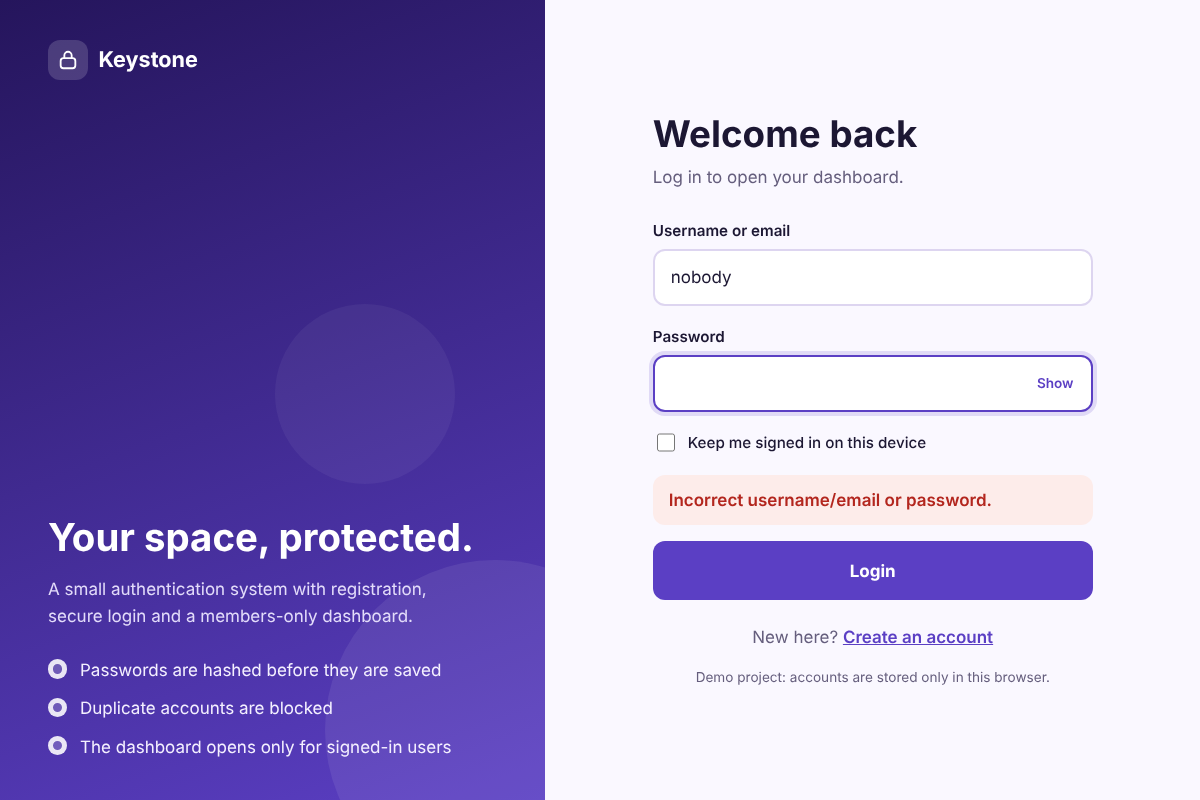 Keystone
Your space, protected.
A small authentication system with registration,
secure login and a members-only dashboard.
Passwords are hashed before they are saved
Duplicate accounts are blocked
The dashboard opens only for signed-in users
Welcome back
Log in to open your dashboard.
Username or email
nobody
Password
Show
Keep me signed in on this device
Incorrect username/email or password.
Login
New here? Create an account
Demo project: accounts are stored only in this browser.